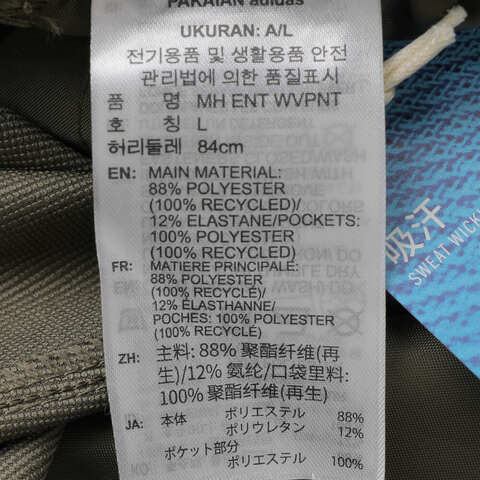 PAKAIAN adidas
UKURAN: A/L
전기용품 및 생활용품 안전
관리법에 의한 품질표시
품 명 MH ENT WVPNT
호 칭 L
허리둘레 84cm
EN: MAIN MATERIAL:
88% POLYESTER
(100% RECYCLED)/
12% ELASTANE/POCKETS:
100% POLYESTER
(100% RECYCLED)
FR: MATIERE PRINCIPALE:
88% POLYESTER
(100% RECYCLÉ)/
12% ÉLASTHANNE/
POCHES: 100% POLYESTER
(100% RECYCLÉ)
ZH: 主料: 88% 聚酯纤维(再
生)/12% 氨纶/口袋里料:
100% 聚酯纤维(再生)
JA: 本体 ポリエステル 88%
ポリウレタン 12%
ポケット部分
ポリエステル 100%
吸汗
SWEAT WICK